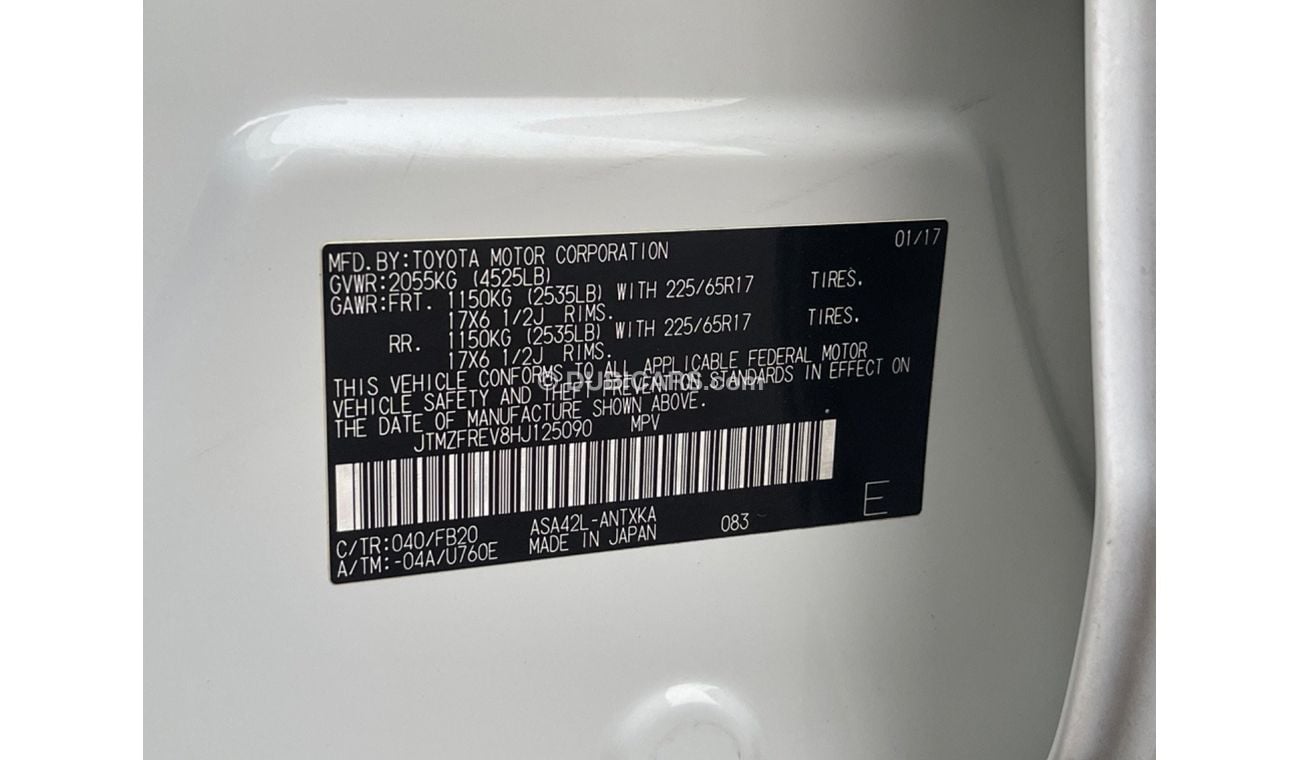 MFD.BY:TOYOTA MOTOR CORPORATION 01/17
GVWR:2055KG (4525LB)
GAWR:FRT. 1150KG (2535LB) WITH 225/65R17 TIRES.
17X6 1/2J RIMS.
RR. 1150KG (2535LB) WITH 225/65R17 TIRES.
17X6 1/2J RIMS.
THIS VEHICLE CONFORMS TO ALL APPLICABLE FEDERAL MOTOR
VEHICLE SAFETY AND THEFT PREVENTION STANDARDS IN EFFECT ON
THE DATE OF MANUFACTURE SHOWN ABOVE.
© DUBICARS.com
JTMZFREV8HJ125090 MPV
E
C/TR:040/FB20 ASA42L-ANTXKA 083
A/TM:-04A/U760E MADE IN JAPAN